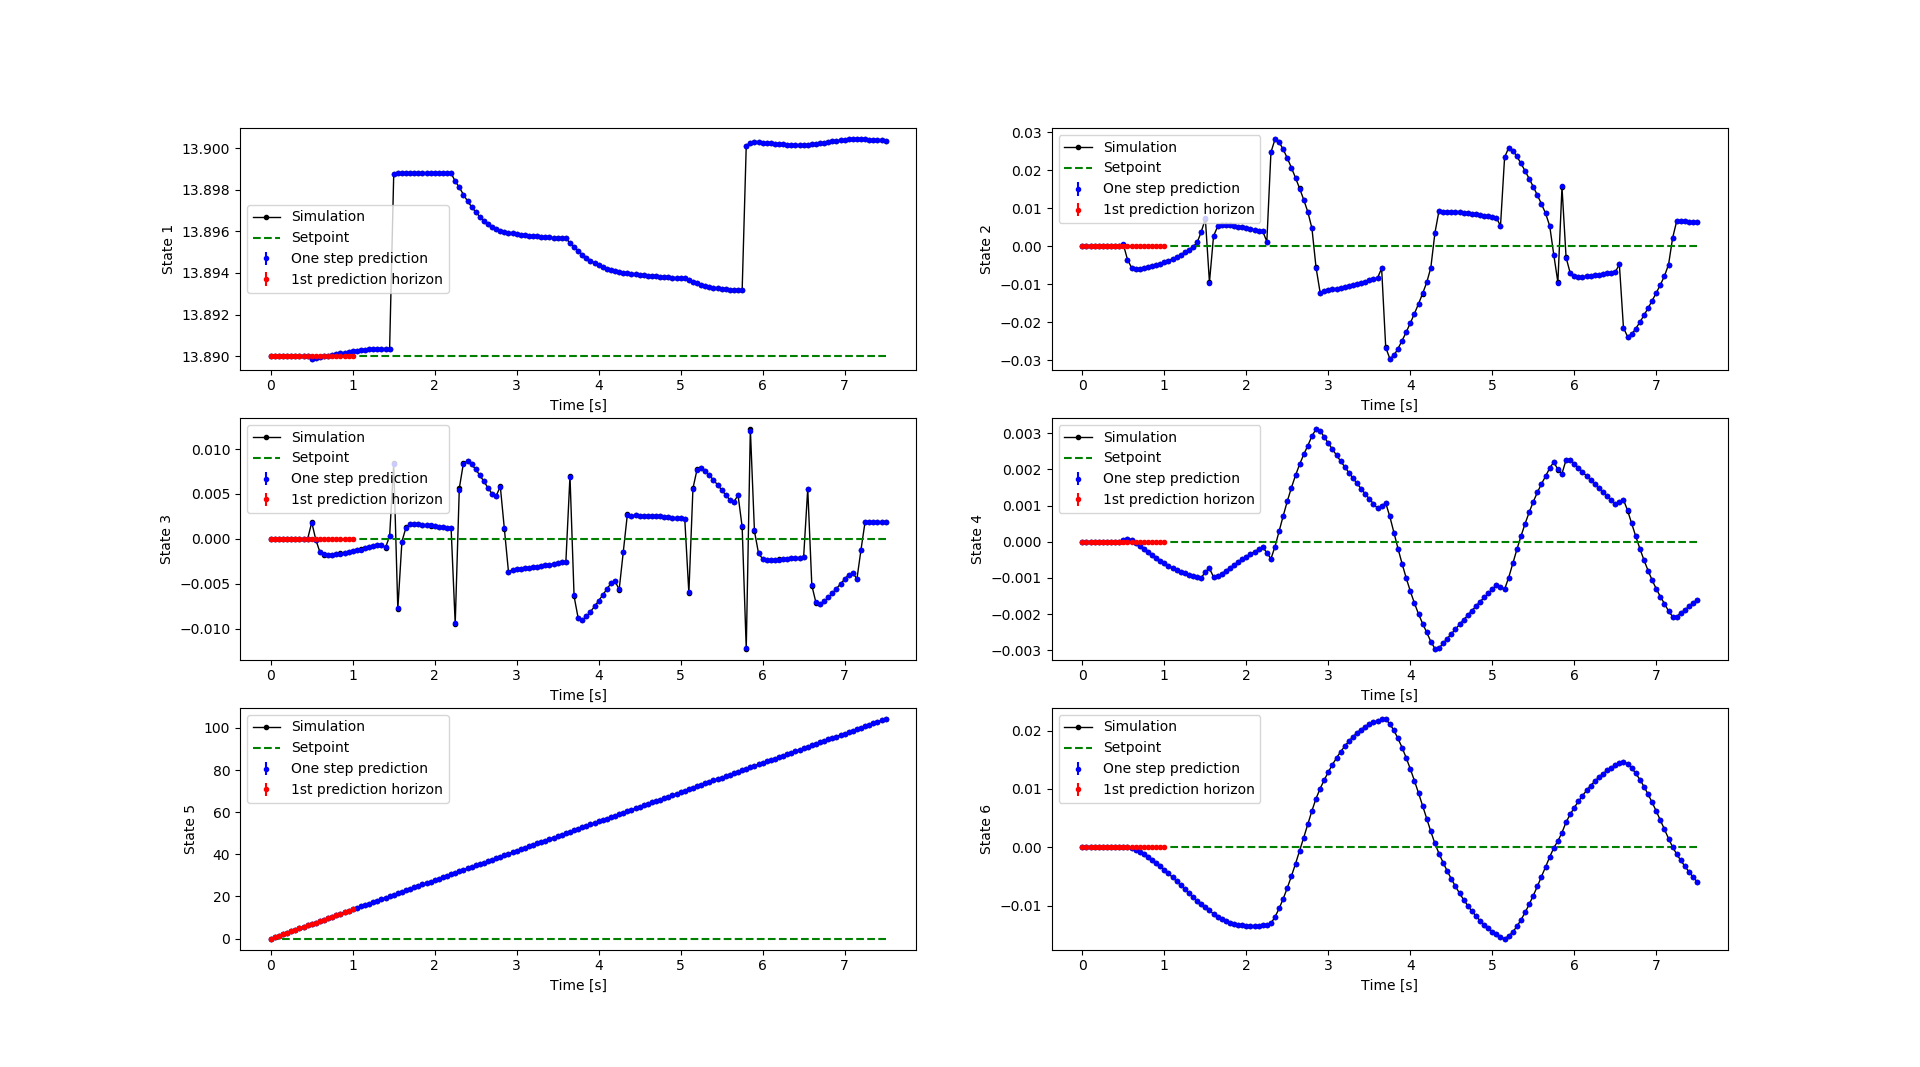 13.900
13.898
13.896
13.894
13.892
13.890
State 1
Simulation
Setpoint
One step prediction
1st prediction horizon
0 1 2 3 4 5 6 7
Time [s]
0.03
0.02
0.01
0.00
−0.01
−0.02
−0.03
State 2
Simulation
Setpoint
One step prediction
1st prediction horizon
0 1 2 3 4 5 6 7
Time [s]
0.010
0.005
0.000
−0.005
−0.010
State 3
Simulation
Setpoint
One step prediction
1st prediction horizon
0 1 2 3 4 5 6 7
Time [s]
0.003
0.002
0.001
0.000
−0.001
−0.002
−0.003
State 4
Simulation
Setpoint
One step prediction
1st prediction horizon
0 1 2 3 4 5 6 7
Time [s]
100
80
60
40
20
0
State 5
Simulation
Setpoint
One step prediction
1st prediction horizon
0 1 2 3 4 5 6 7
Time [s]
0.02
0.01
0.00
−0.01
State 6
Simulation
Setpoint
One step prediction
1st prediction horizon
0 1 2 3 4 5 6 7
Time [s]